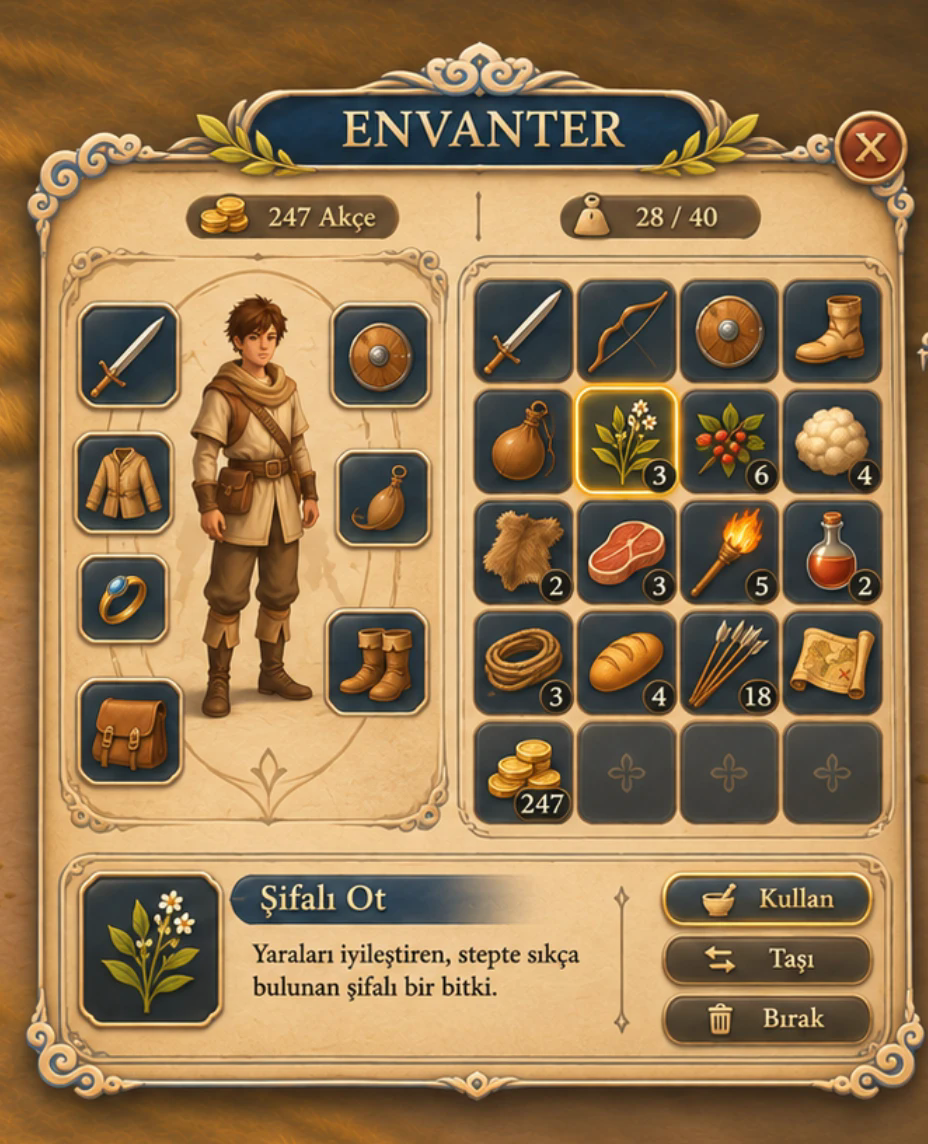 ENVANTER
247 Akçe
28 / 40
3
6
4
2
3
5
2
3
4
18
247
Şifalı Ot
Yaraları iyileştiren, stepte sıkça
bulunan şifalı bir bitki.
Kullan
Taşı
Bırak